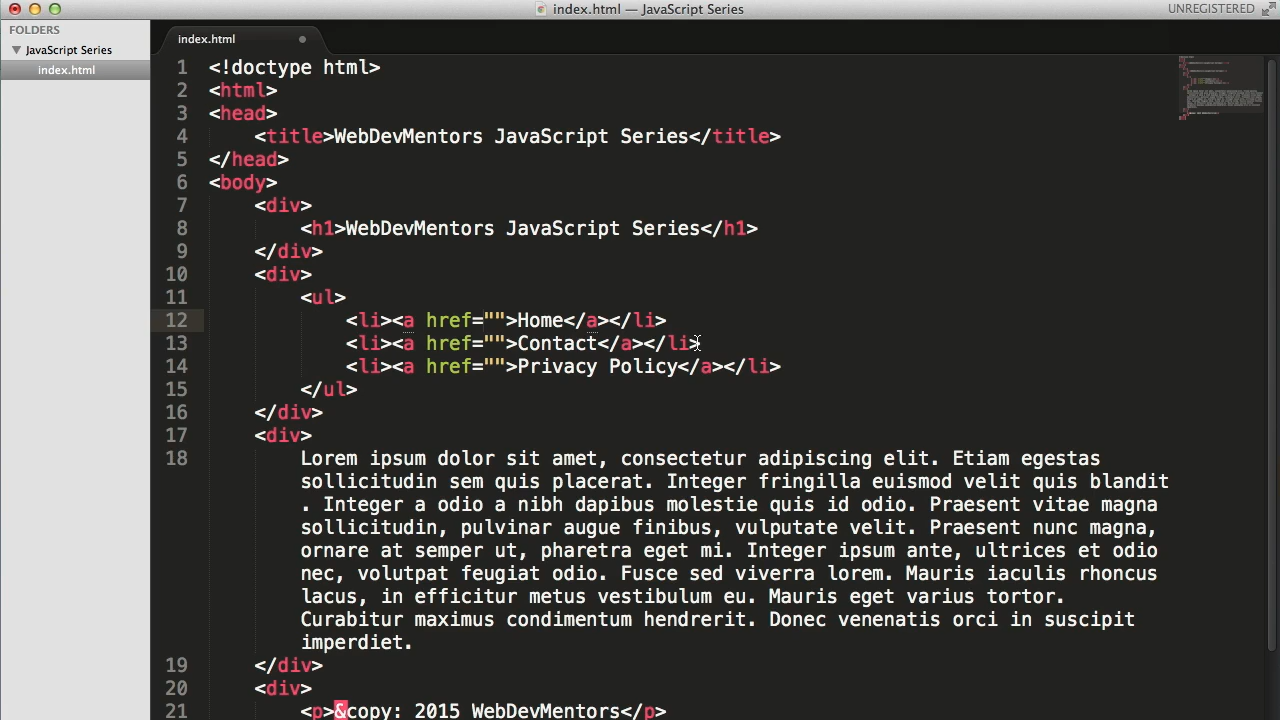 index.html — JavaScript Series
UNREGISTERED
FOLDERS
JavaScript Series
index.html
index.html
1 <!doctype html>
2 <html>
3 <head>
4 <title>WebDevMentors JavaScript Series</title>
5 </head>
6 <body>
7 <div>
8 <h1>WebDevMentors JavaScript Series</h1>
9 </div>
10 <div>
11 <ul>
12 <li><a href="">Home</a></li>
13 <li><a href="">Contact</a></li>
14 <li><a href="">Privacy Policy</a></li>
15 </ul>
16 </div>
17 <div>
18 Lorem ipsum dolor sit amet, consectetur adipiscing elit. Etiam egestas
sollicitudin sem quis placerat. Integer fringilla euismod velit quis blandit
. Integer a odio a nibh dapibus molestie quis id odio. Praesent vitae magna
sollicitudin, pulvinar augue finibus, vulputate velit. Praesent nunc magna,
ornare at semper ut, pharetra eget mi. Integer ipsum ante, ultrices et odio
nec, volutpat feugiat odio. Fusce sed viverra lorem. Mauris iaculis rhoncus
lacus, in efficitur metus vestibulum eu. Mauris eget varius tortor.
Curabitur maximus condimentum hendrerit. Donec venenatis orci in suscipit
imperdiet.
19 </div>
20 <div>
21 <p>&copy: 2015 WebDevMentors</p>